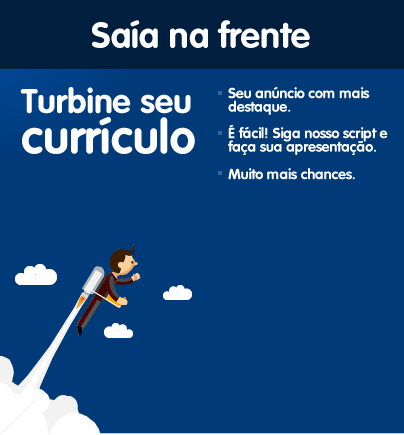 Saía na frente
Turbine seu
currículo
Seu anúncio com mais
destaque.
É fácil! Siga nosso script e
faça sua apresentação.
Muito mais chances.